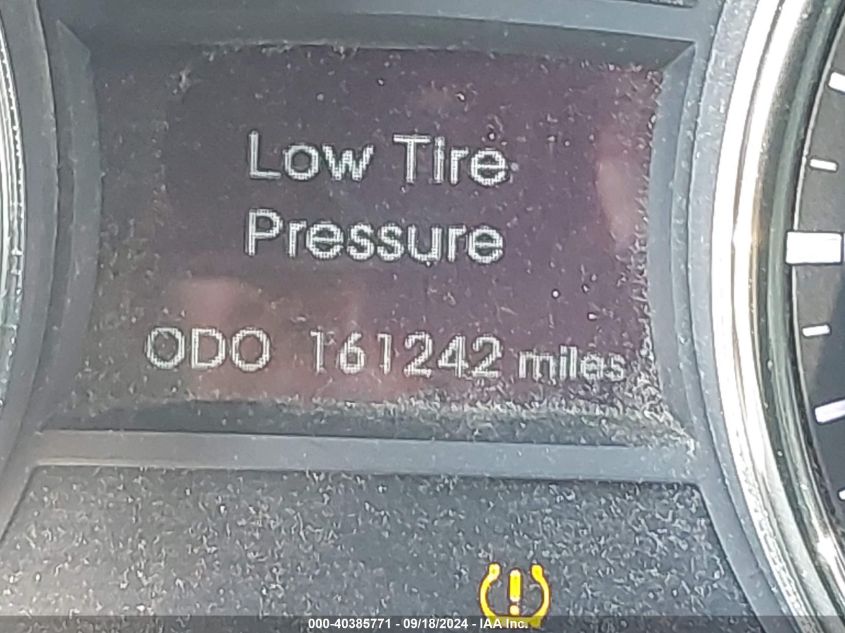 Low Tire
Pressure
ODO 161242 miles
000-40385771 - 09/18/2024 - IAA Inc.